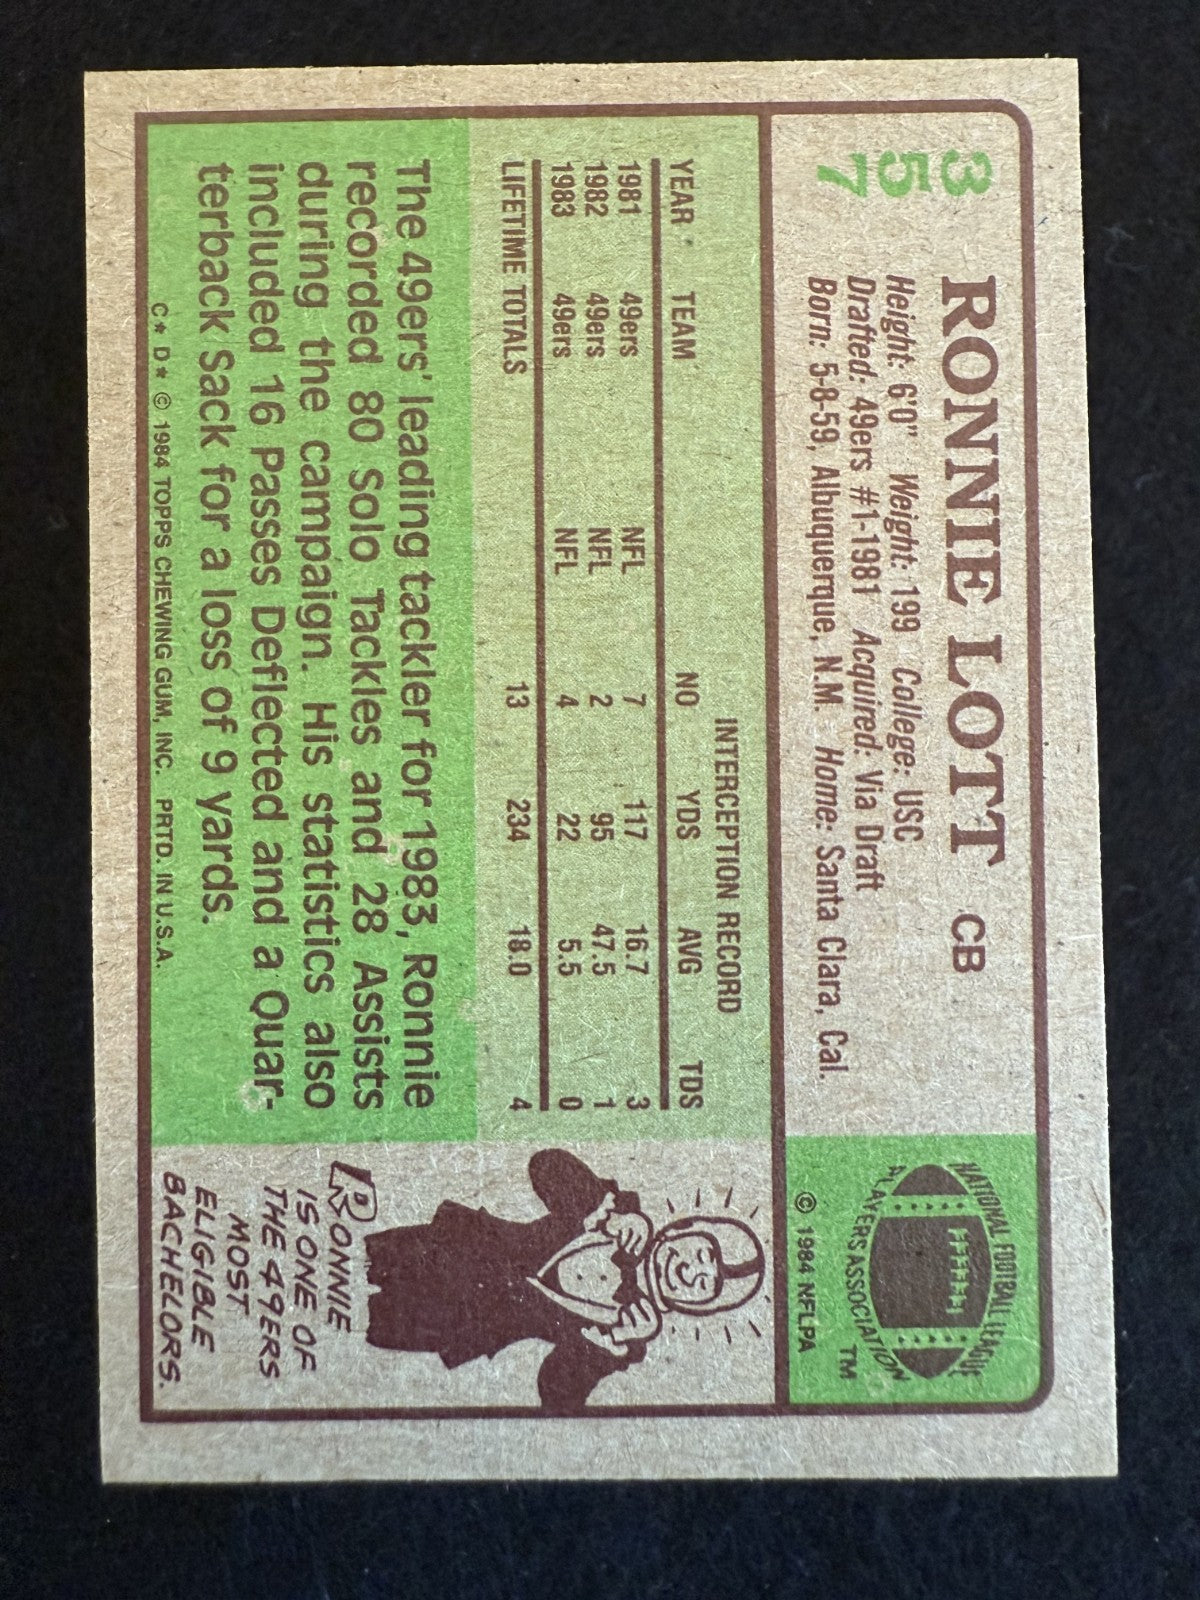 357
RONNIE LOTT CB
Height: 6'0" Weight: 199 College: USC
Drafted: 49ers #1-1981 Acquired: Via Draft
Born: 5-8-59, Albuquerque, N.M. Home: Santa Clara, Cal.
NATIONAL FOOTBALL LEAGUE
PLAYERS ASSOCIATION
TM
© 1984 NFLPA
INTERCEPTION RECORD
YEAR TEAM NO YDS AVG TDS
1981 49ers NFL 7 117 16.7 3
1982 49ers NFL 2 95 47.5 1
1983 49ers NFL 4 22 5.5 0
LIFETIME TOTALS 13 234 18.0 4
The 49ers' leading tackler for 1983, Ronnie
recorded 80 Solo Tackles and 28 Assists
during the campaign. His statistics also
included 16 Passes Deflected and a Quar-
terback Sack for a loss of 9 yards.
C* D* © 1984 TOPPS CHEWING GUM, INC. PRTD. IN U.S.A.
RONNIE
IS ONE OF
THE 49ERS
MOST
ELIGIBLE
BACHELORS.